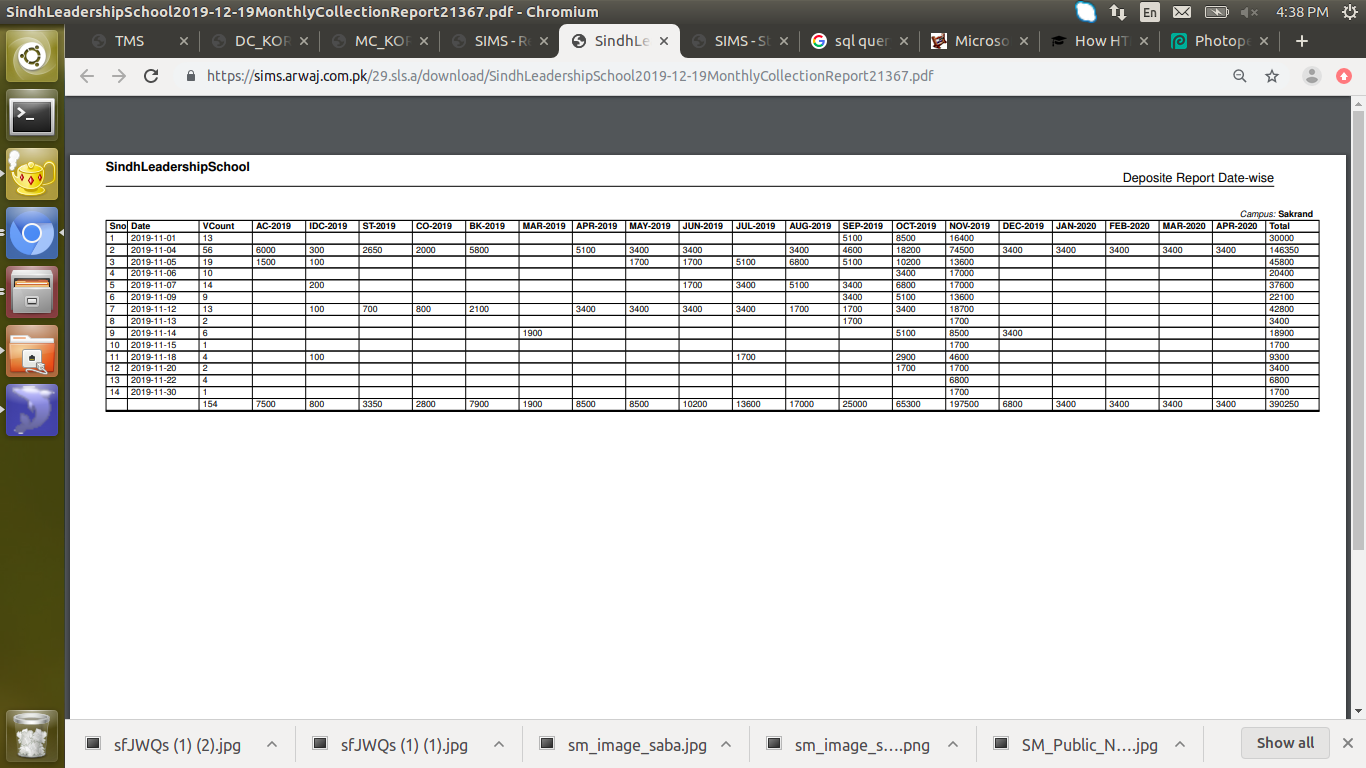 SindhLeadershipSchool2019-12-19MonthlyCollectionReport21367.pdf - Chromium En 4:38 PM
TMS DC_KOR MC_KOR SIMS - Re SindhLe SIMS - St sql quer Microso How HT Photope
https://sims.arwaj.com.pk/29.sls.a/download/SindhLeadershipSchool2019-12-19MonthlyCollectionReport21367.pdf
SindhLeadershipSchool
Deposite Report Date-wise
Campus: Sakrand
Sno Date VCount AC-2019 IDC-2019 ST-2019 CO-2019 BK-2019 MAR-2019 APR-2019 MAY-2019 JUN-2019 JUL-2019 AUG-2019 SEP-2019 OCT-2019 NOV-2019 DEC-2019 JAN-2020 FEB-2020 MAR-2020 APR-2020 Total
1 2019-11-01 13 5100 8500 16400 30000
2 2019-11-04 56 6000 300 2650 2000 5800 5100 3400 3400 3400 4600 18200 74500 3400 3400 3400 3400 3400 146350
3 2019-11-05 19 1500 100 1700 1700 5100 6800 5100 10200 13600 45800
4 2019-11-06 10 3400 17000 20400
5 2019-11-07 14 200 1700 3400 5100 3400 6800 17000 37600
6 2019-11-09 9 3400 5100 13600 22100
7 2019-11-12 13 100 700 800 2100 3400 3400 3400 3400 1700 1700 3400 18700 42800
8 2019-11-13 2 1700 1700 3400
9 2019-11-14 6 1900 5100 8500 3400 18900
10 2019-11-15 1 1700 1700
11 2019-11-18 4 100 1700 2900 4600 9300
12 2019-11-20 2 1700 1700 3400
13 2019-11-22 4 6800 6800
14 2019-11-30 1 1700 1700
154 7500 800 3350 2800 7900 1900 8500 8500 10200 13600 17000 25000 65300 197500 6800 3400 3400 3400 3400 390250
sfJWQs (1) (2).jpg sfJWQs (1) (1).jpg sm_image_saba.jpg sm_image_s....png SM_Public_N....jpg Show all